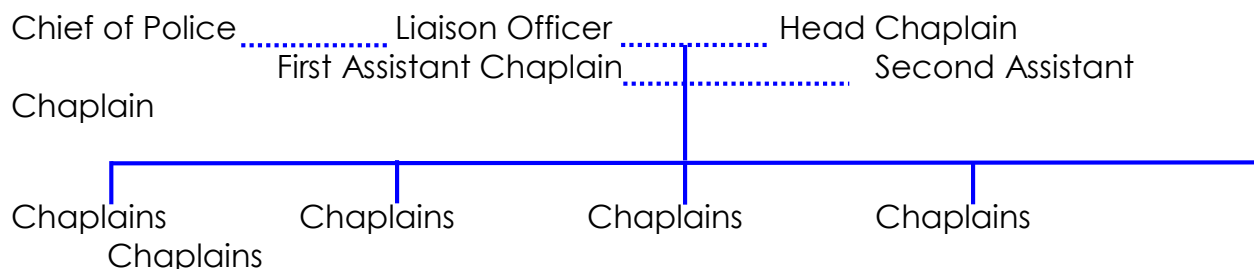 Chief of Police Liaison Officer Head Chaplain
First Assistant Chaplain Second Assistant
Chaplain
Chaplains Chaplains Chaplains Chaplains
Chaplains